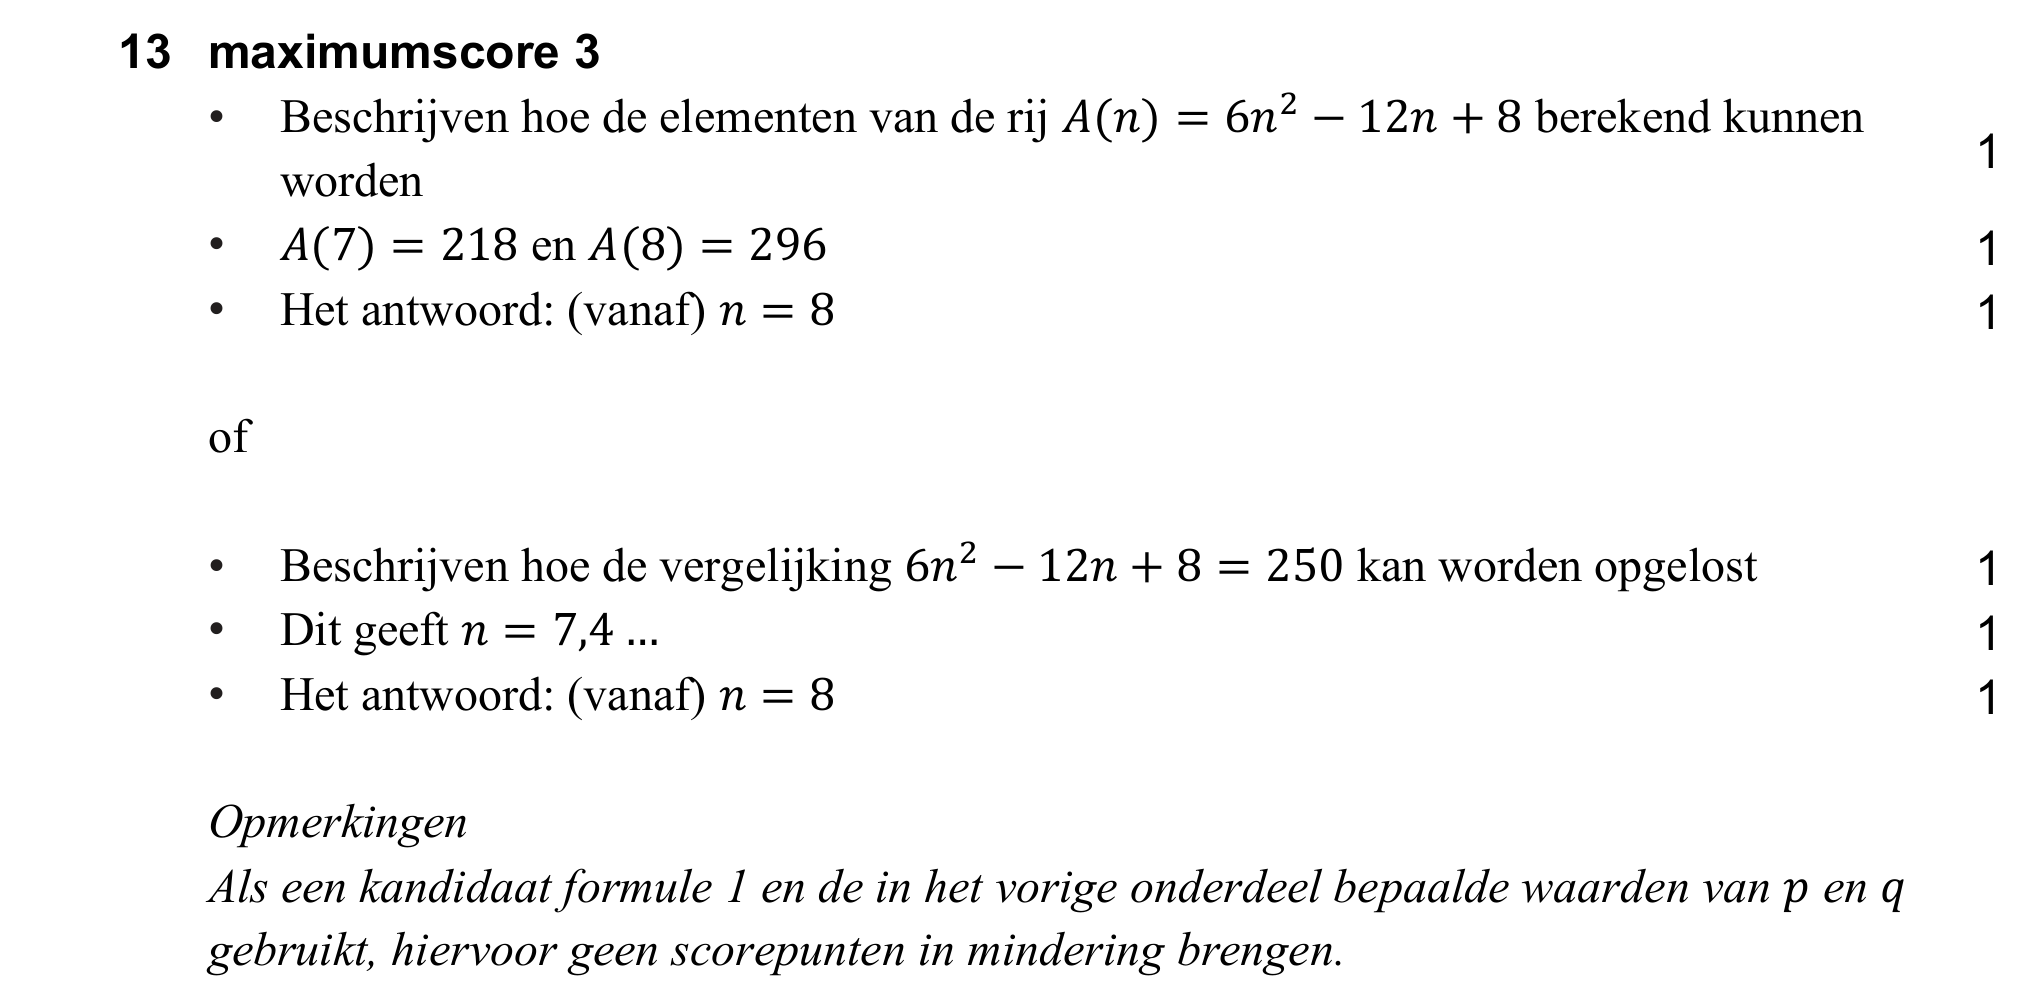 13 maximumscore 3
• Beschrijven hoe de elementen van de rij A(n) = 6n² − 12n + 8 berekend kunnen
worden 1
• A(7) = 218 en A(8) = 296 1
• Het antwoord: (vanaf) n = 8 1
of
• Beschrijven hoe de vergelijking 6n² − 12n + 8 = 250 kan worden opgelost 1
• Dit geeft n = 7,4 ... 1
• Het antwoord: (vanaf) n = 8 1
Opmerkingen
Als een kandidaat formule 1 en de in het vorige onderdeel bepaalde waarden van p en q
gebruikt, hiervoor geen scorepunten in mindering brengen.